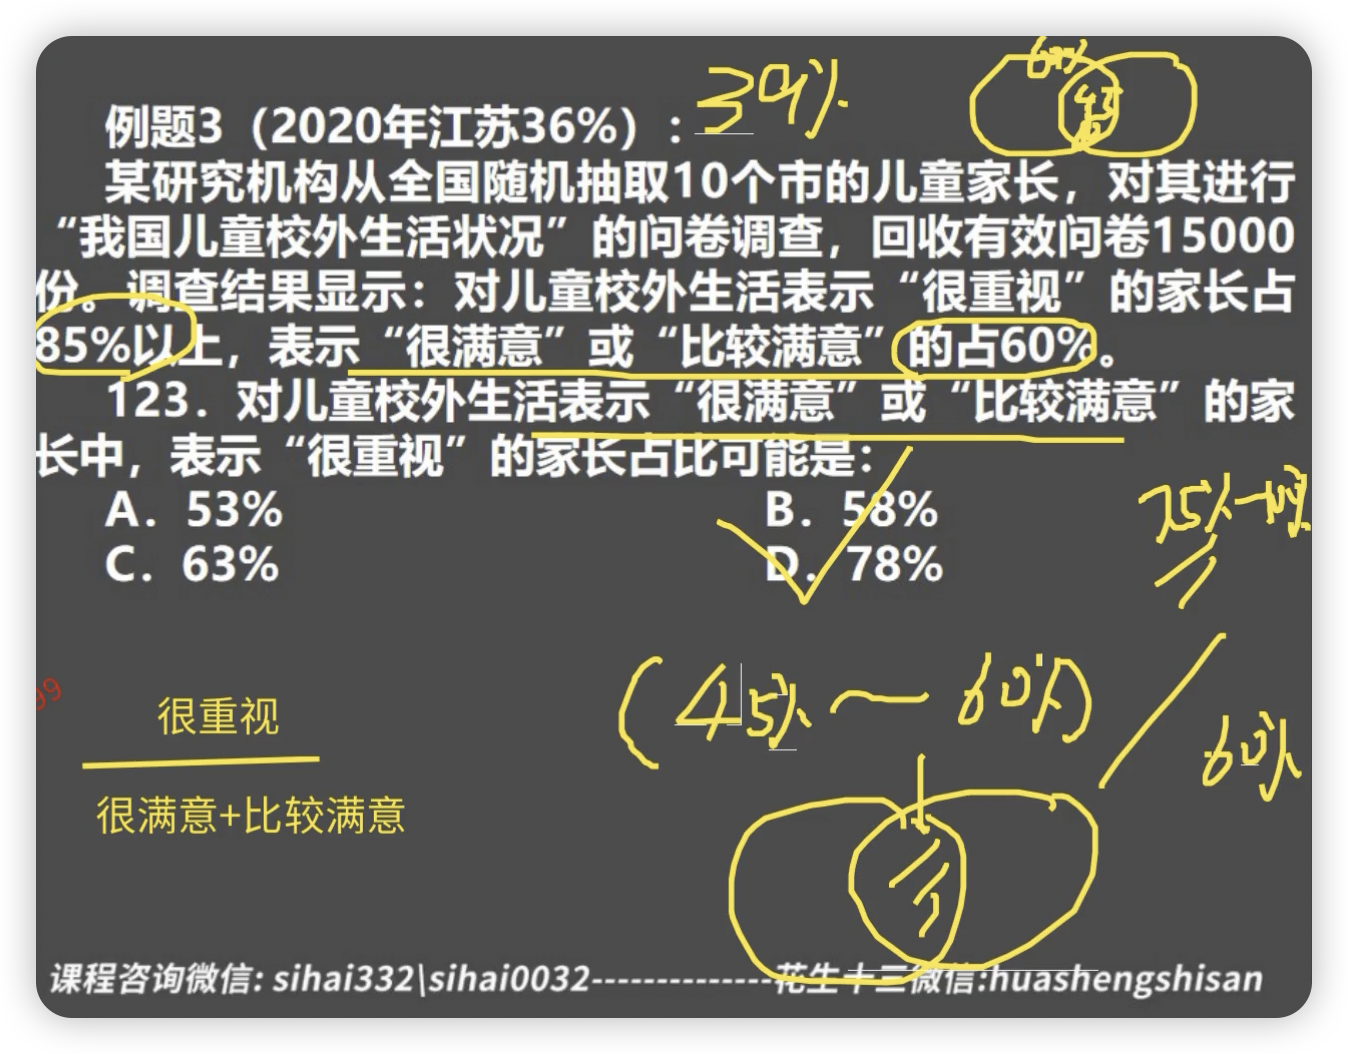 例题3（2020年江苏36%）：39%
60%
45%
某研究机构从全国随机抽取10个市的儿童家长，对其进行
“我国儿童校外生活状况”的问卷调查，回收有效问卷15000
份。调查结果显示：对儿童校外生活表示“很重视”的家长占
85%以上，表示“很满意”或“比较满意”的占60%。
123．对儿童校外生活表示“很满意”或“比较满意”的家
长中，表示“很重视”的家长占比可能是：
A．53% B．58%
C．63% D．78%
75%~100%
(45%~60%)
60%
很重视
很满意+比较满意
99
课程咨询微信: sihai332\sihai0032--------------花生十三微信:huashengshisan